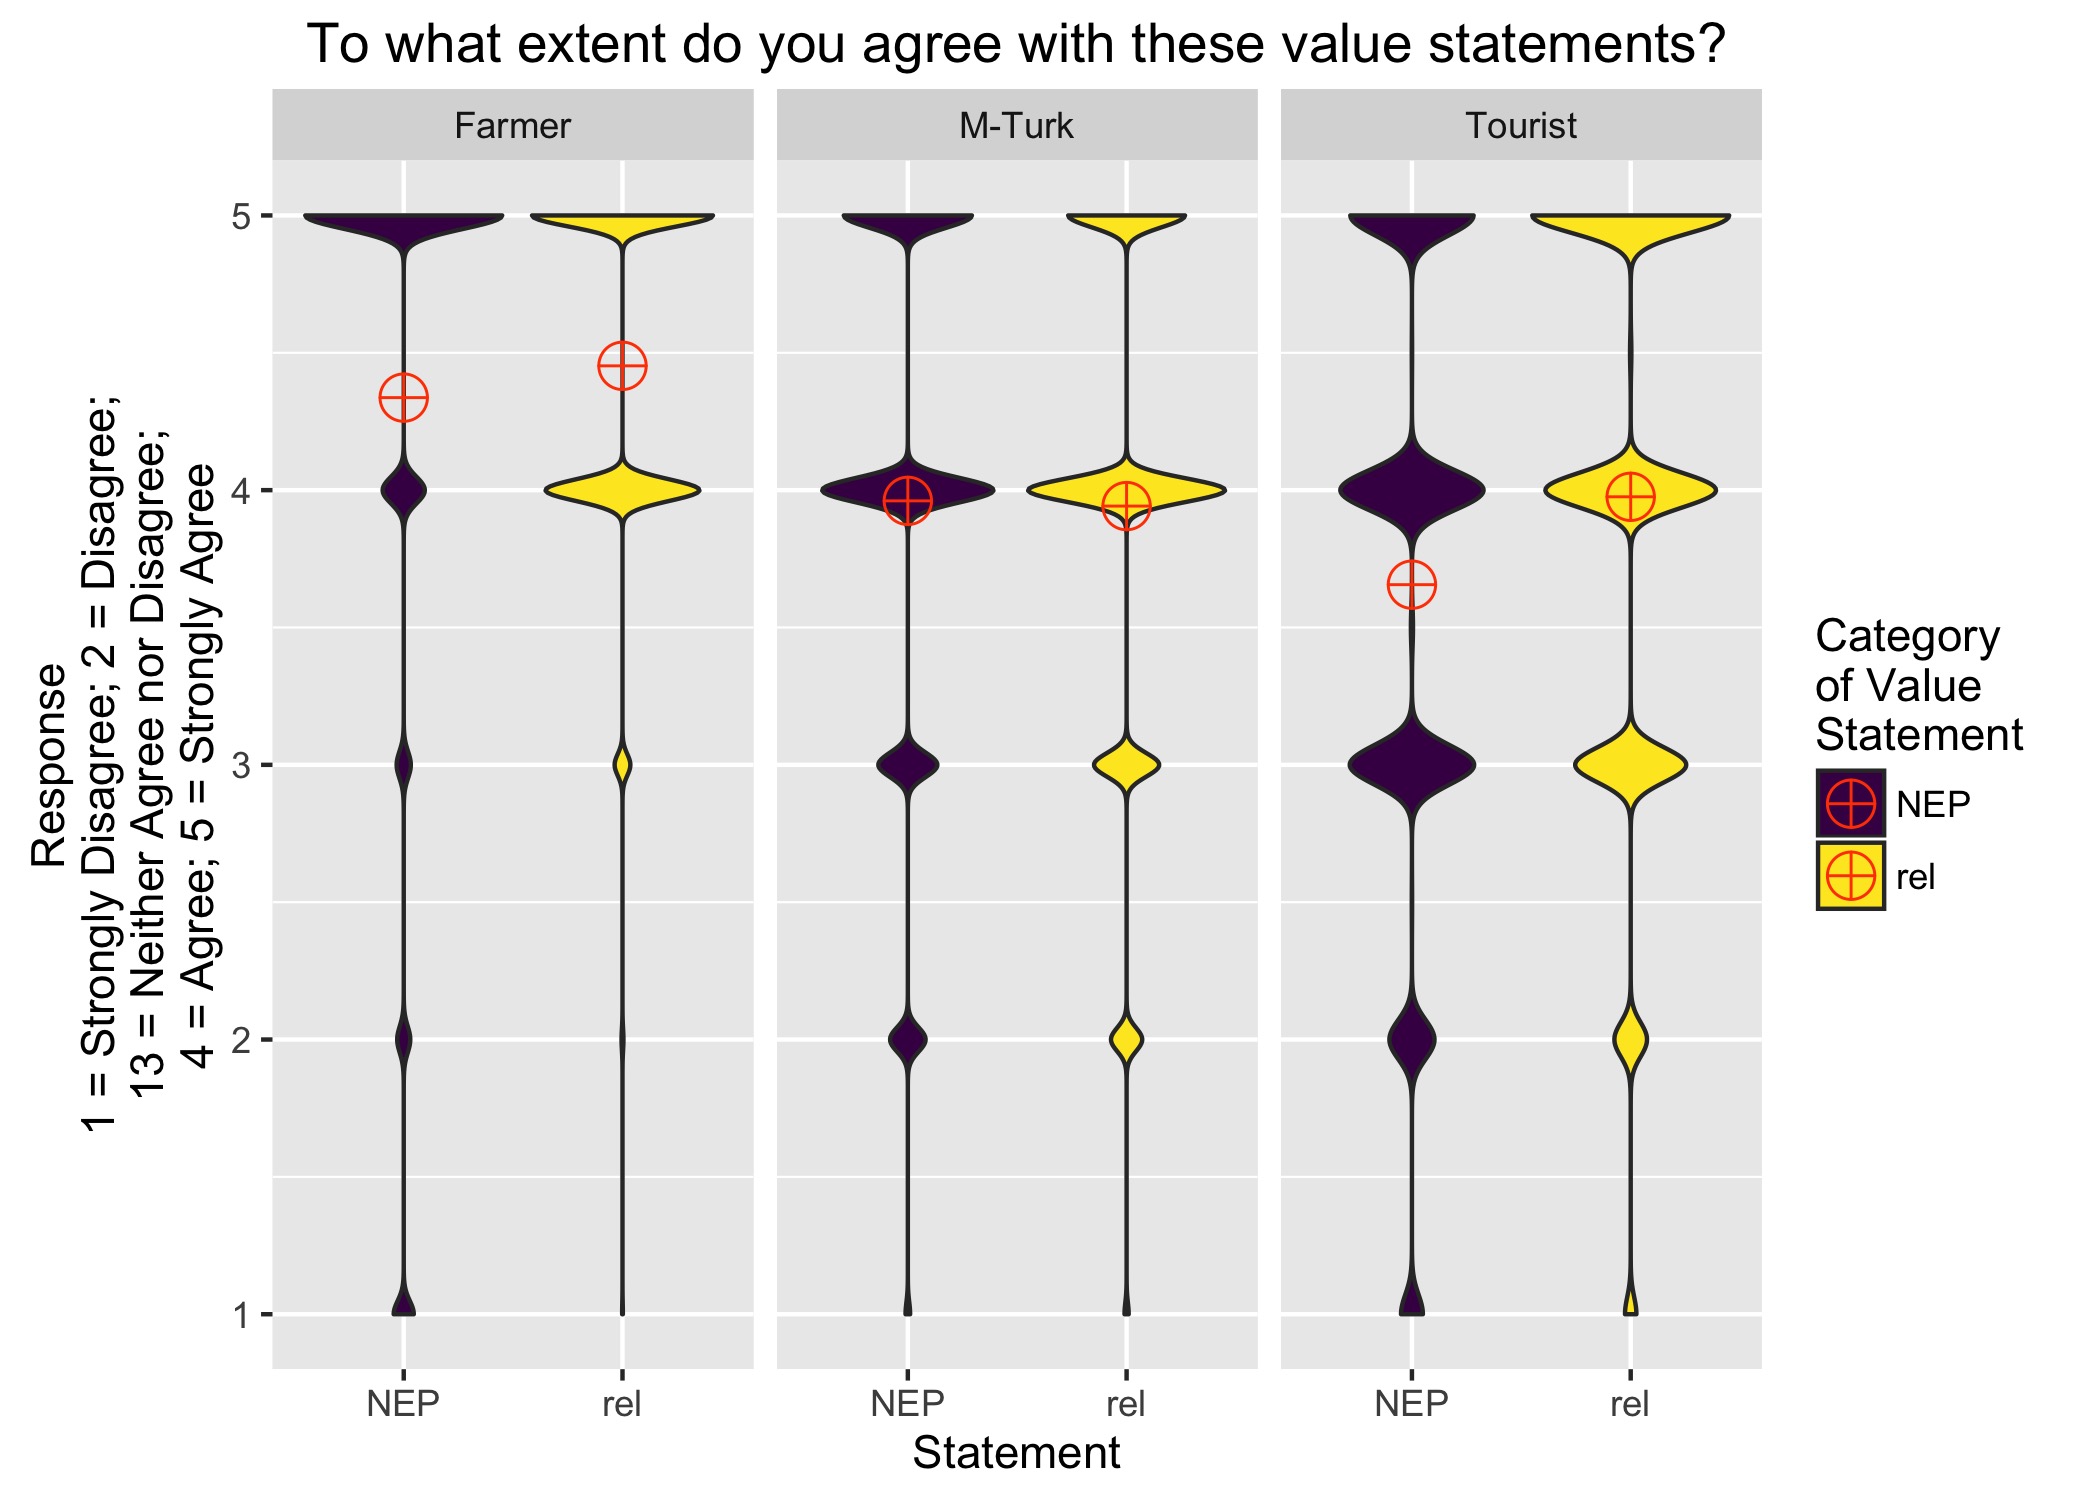 To what extent do you agree with these value statements?
Farmer
M-Turk
Tourist
Response
1 = Strongly Disagree; 2 = Disagree;
13 = Neither Agree nor Disagree;
4 = Agree; 5 = Strongly Agree
5
4
3
2
1
NEP
rel
NEP
rel
NEP
rel
Statement
Category
of Value
Statement
NEP
rel